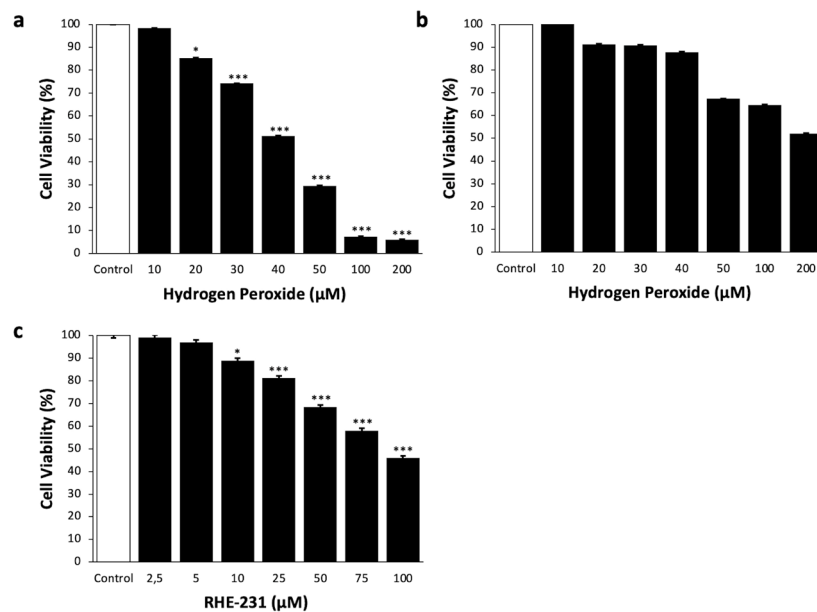 a
100
90
80
70
60
50
40
30
20
10
0
Cell Viability (%)
* *** *** *** *** ***
Control 10 20 30 40 50 100 200
Hydrogen Peroxide (µM)
b
100
90
80
70
60
50
40
30
20
10
0
Cell Viability (%)
Control 10 20 30 40 50 100 200
Hydrogen Peroxide (µM)
c
100
90
80
70
60
50
40
30
20
10
0
Cell Viability (%)
* *** *** *** ***
Control 2,5 5 10 25 50 75 100
RHE-231 (µM)